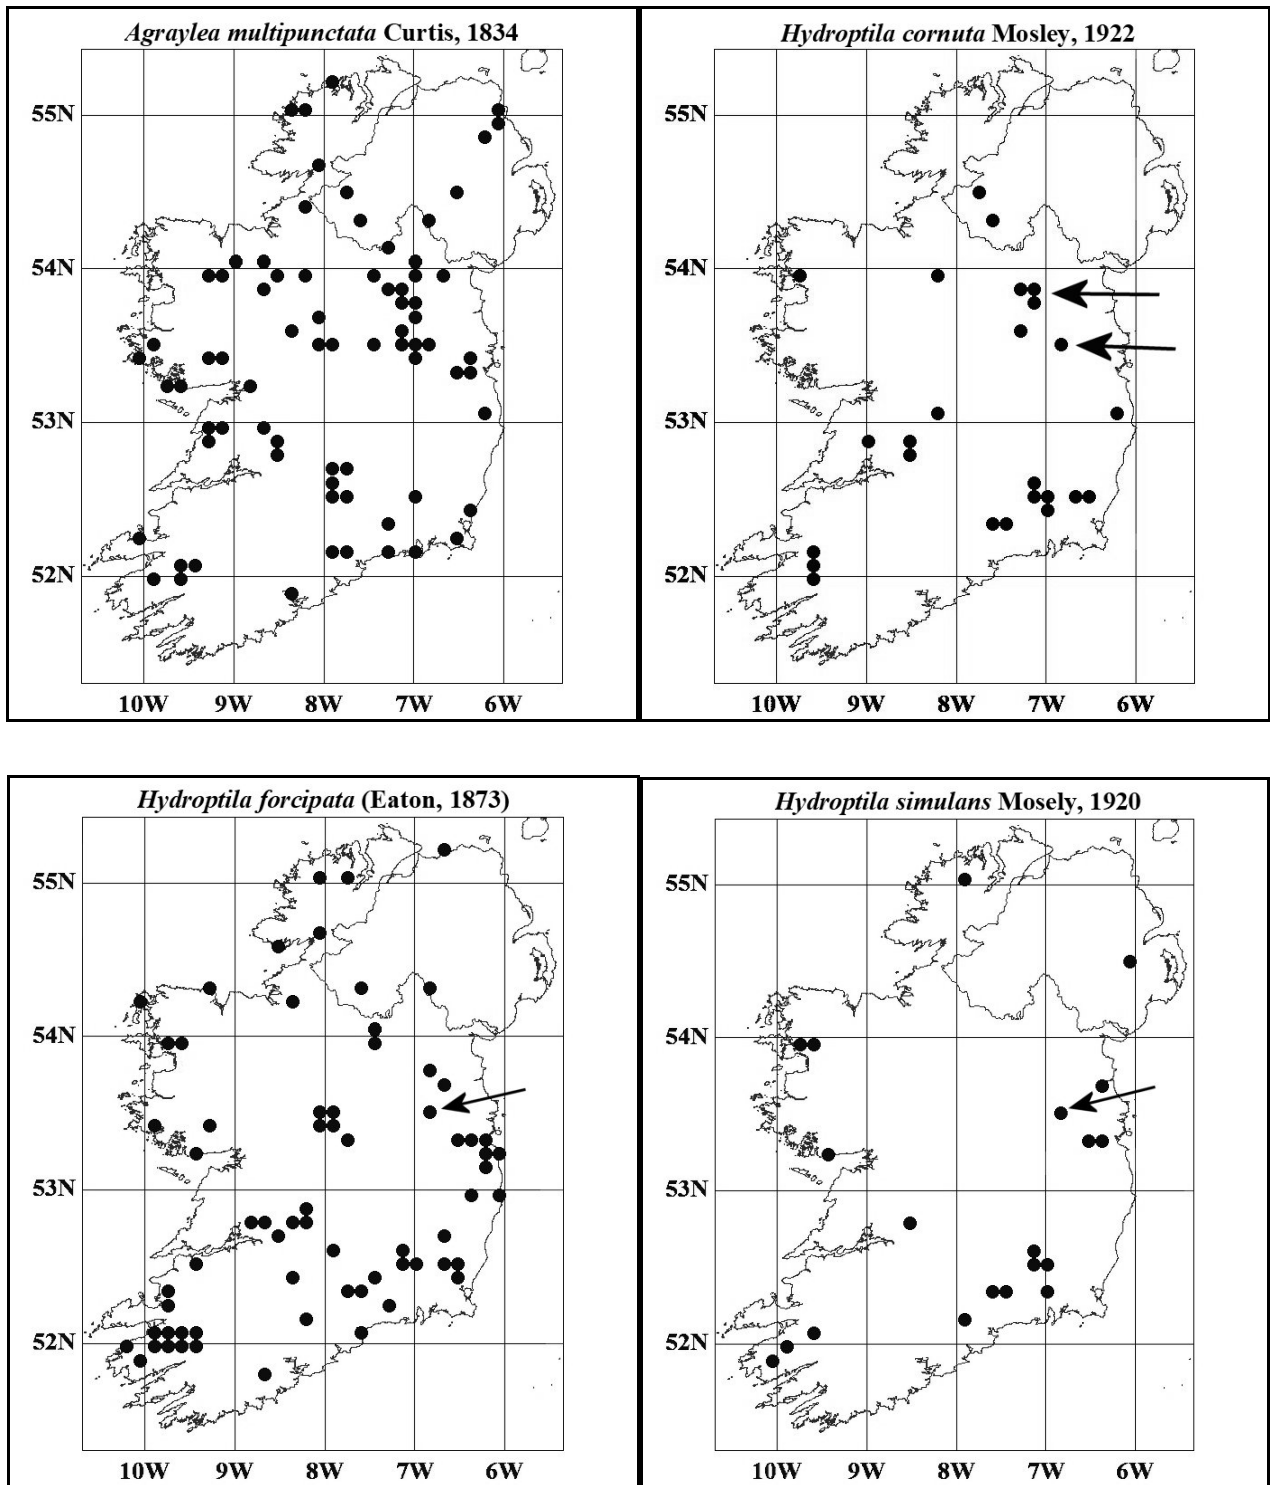 Agraylea multipunctata Curtis, 1834
55N
54N
53N
52N
10W 9W 8W 7W 6W
Hydroptila cornuta Mosley, 1922
55N
54N
53N
52N
10W 9W 8W 7W 6W
Hydroptila forcipata (Eaton, 1873)
55N
54N
53N
52N
10W 9W 8W 7W 6W
Hydroptila simulans Mosely, 1920
55N
54N
53N
52N
10W 9W 8W 7W 6W